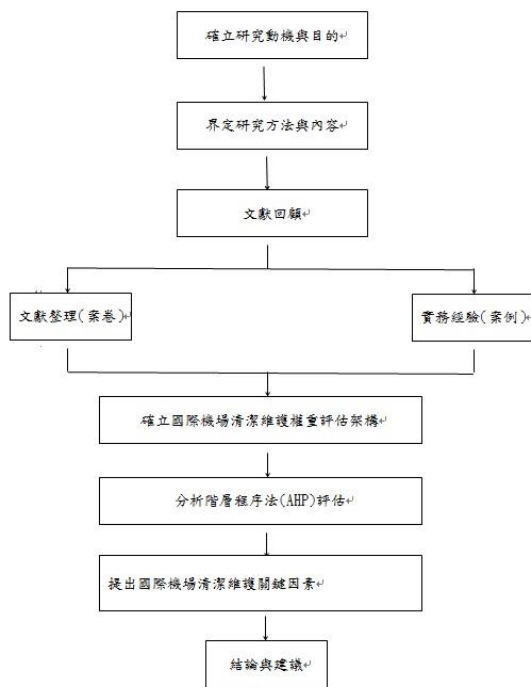 確立研究動機與目的↵
界定研究方法與內容↵
文獻回顧↵
文獻整理(案卷)↵
實務經驗(案例)↵
確立國際機場清潔維護權重評估架構↵
分析階層程序法(AHP)評估↵
提出國際機場清潔維護關鍵因素↵
結論與建議↵